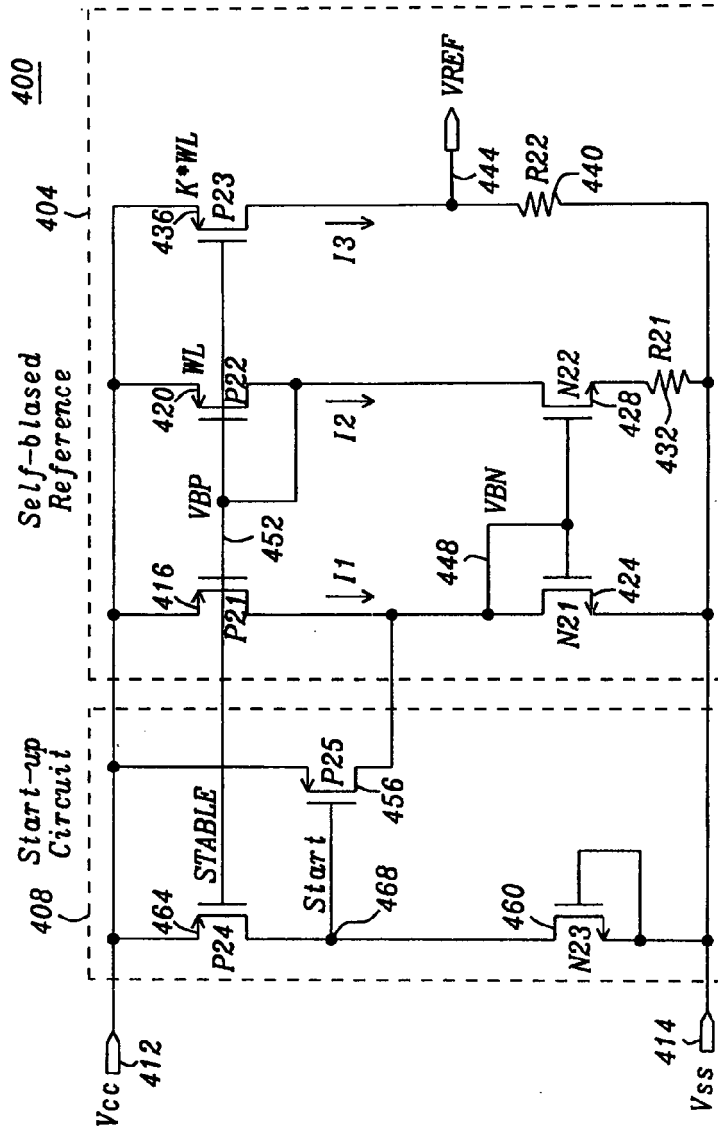 400
408
Start-up
Circuit
Self-biased
Reference
404
Vcc
412
464
P24
STABLE
416
P21
VBP
452
420
WL
P22
436
K*WL
P23
Start
468
P25
456
I1
I2
I3
444
VREF
448
VBN
460
N23
N21
424
N22
428
432
R21
R22
440
Vss
414